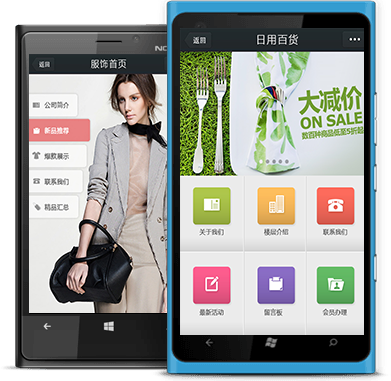 NO
返回
服饰首页
公司简介
新品推荐
爆款展示
联系我们
精品汇总
返回
日用百货
大减价
ON SALE
数百种商品低至5折起
关于我们
楼层介绍
联系我们
最新活动
留言板
会员办理